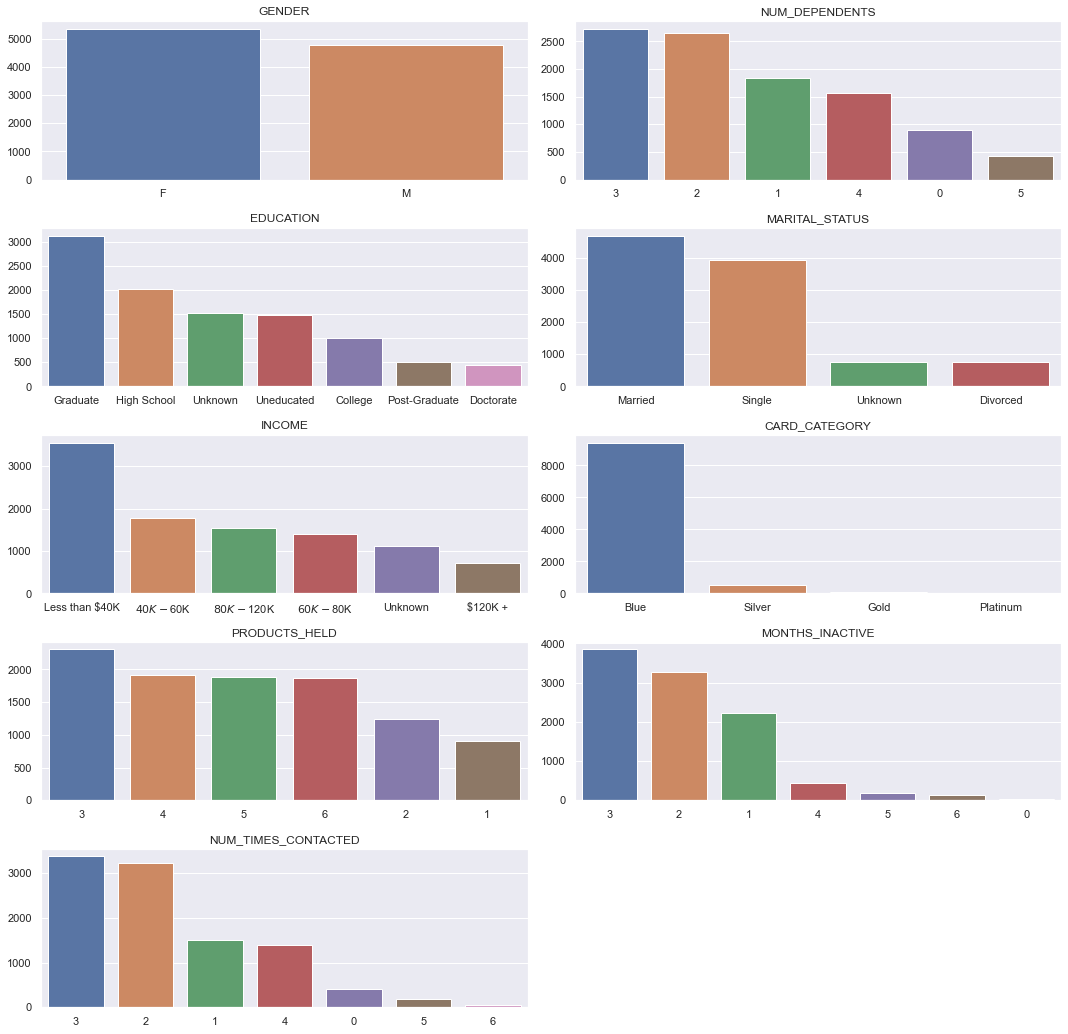 GENDER
5000
4000
3000
2000
1000
0
F M
NUM_DEPENDENTS
2500
2000
1500
1000
500
0
3 2 1 4 0 5
EDUCATION
3000
2500
2000
1500
1000
500
0
Graduate High School Unknown Uneducated College Post-Graduate Doctorate
MARITAL_STATUS
4000
3000
2000
1000
0
Married Single Unknown Divorced
INCOME
3000
2000
1000
0
Less than $40K 40K − 60K 80K − 120K 60K − 80K Unknown $120K +
CARD_CATEGORY
8000
6000
4000
2000
0
Blue Silver Gold Platinum
PRODUCTS_HELD
2000
1500
1000
500
0
3 4 5 6 2 1
MONTHS_INACTIVE
4000
3000
2000
1000
0
3 2 1 4 5 6 0
NUM_TIMES_CONTACTED
3000
2000
1000
0
3 2 1 4 0 5 6